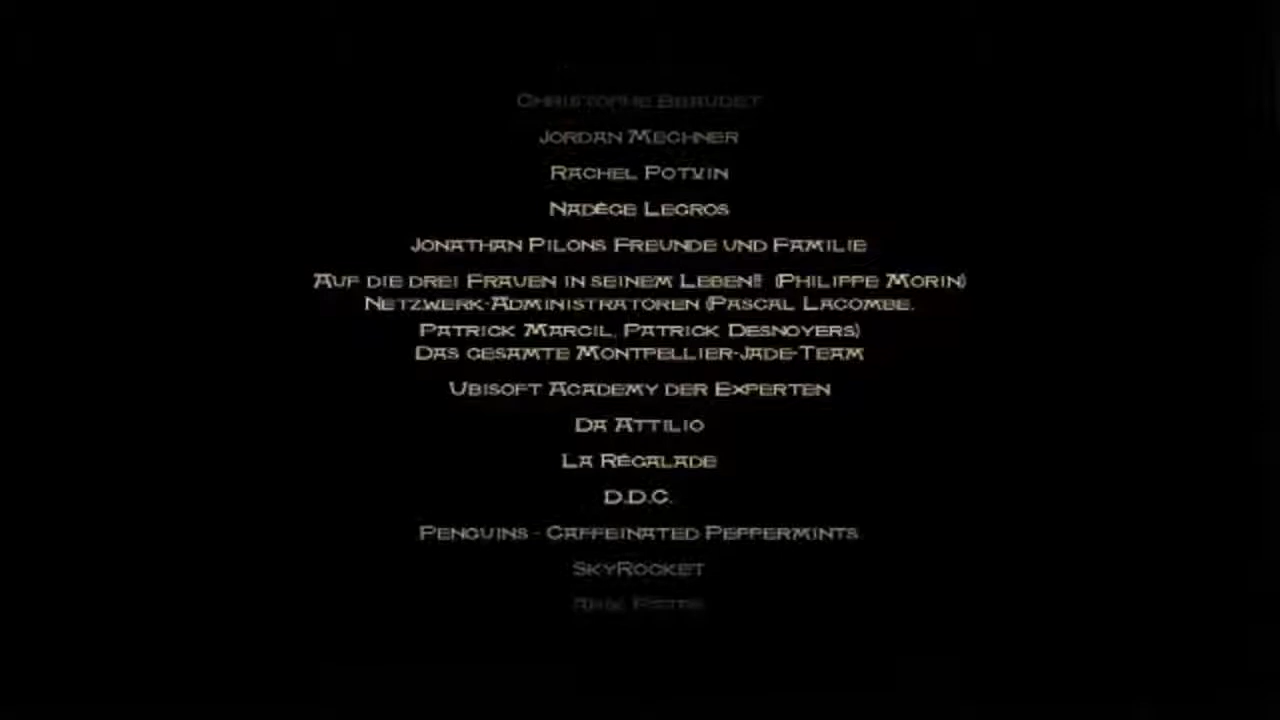 Christophe Beaudet
Jordan Mechner
Rachel Potvin
Nadège Legros
Jonathan Pilons Freunde und Familie
Auf die drei Frauen in seinem Leben!! (Philippe Morin)
Netzwerk-Administratoren (Pascal Lacombe,
Patrick Marcil, Patrick Desnoyers)
Das gesamte Montpellier-Jade-Team
Ubisoft Academy der Experten
Da Attilio
La Régalade
D.D.C.
Penguins - Caffeinated Peppermints
SkyRocket